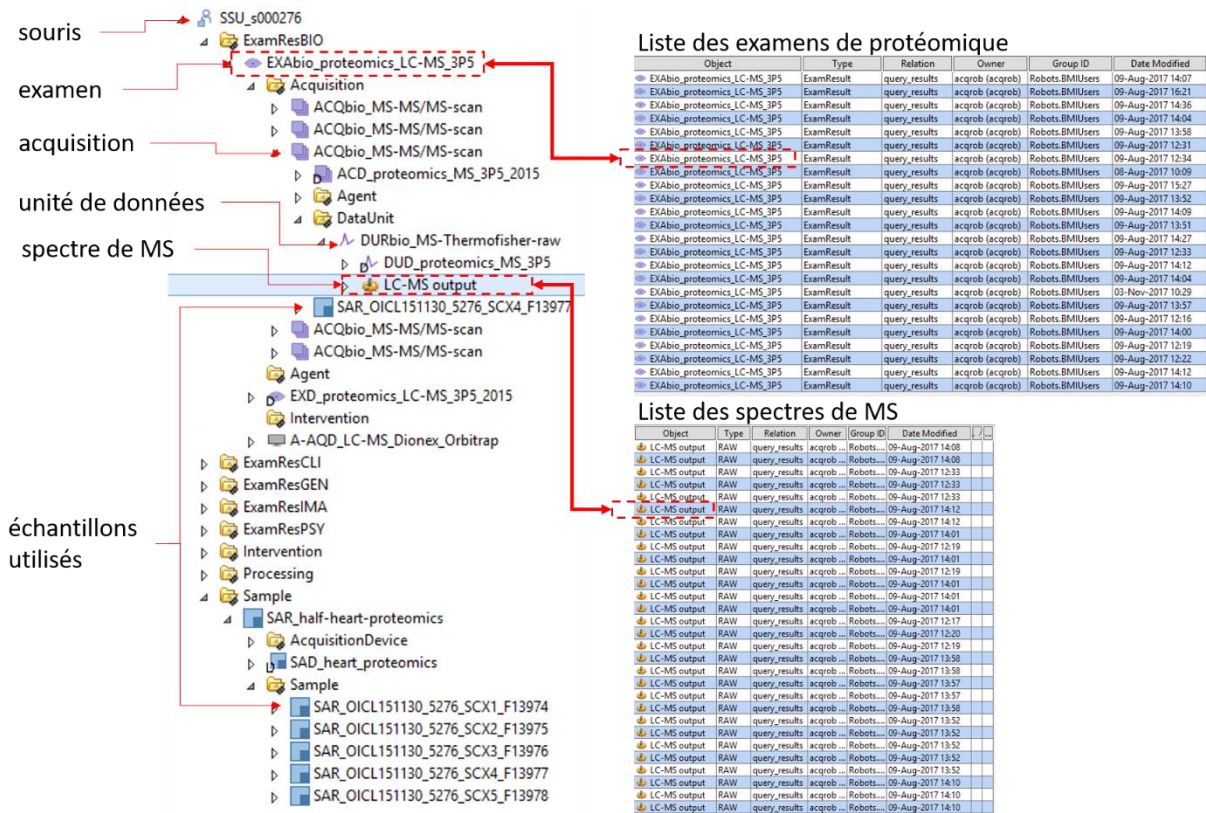 souris
examen
acquisition
unité de données
spectre de MS
échantillons
utilisés
SSU_s000276
ExamResBIO
EXAbio_proteomics_LC-MS_3P5
Acquisition
ACQbio_MS-MS/MS-scan
ACQbio_MS-MS/MS-scan
ACQbio_MS-MS/MS-scan
ACD_proteomics_MS_3P5_2015
Agent
DataUnit
DURbio_MS-Thermofisher-raw
DUD_proteomics_MS_3P5
LC-MS output
SAR_OICL151130_5276_SCX4_F13977
ACQbio_MS-MS/MS-scan
ACQbio_MS-MS/MS-scan
Agent
EXD_proteomics_LC-MS_3P5_2015
Intervention
A-AQD_LC-MS_Dionex_Orbitrap
ExamResCLI
ExamResGEN
ExamResIMA
ExamResPSY
Intervention
Processing
Sample
SAR_half-heart-proteomics
AcquisitionDevice
SAD_heart_proteomics
Sample
SAR_OICL151130_5276_SCX1_F13974
SAR_OICL151130_5276_SCX2_F13975
SAR_OICL151130_5276_SCX3_F13976
SAR_OICL151130_5276_SCX4_F13977
SAR_OICL151130_5276_SCX5_F13978
Liste des examens de protéomique
Object Type Relation Owner Group ID Date Modified
EXAbio_proteomics_LC-MS_3P5 ExamResult query_results acqrob (acqrob) Robots.BMIUsers 09-Aug-2017 14:07
EXAbio_proteomics_LC-MS_3P5 ExamResult query_results acqrob (acqrob) Robots.BMIUsers 09-Aug-2017 16:21
EXAbio_proteomics_LC-MS_3P5 ExamResult query_results acqrob (acqrob) Robots.BMIUsers 09-Aug-2017 14:36
EXAbio_proteomics_LC-MS_3P5 ExamResult query_results acqrob (acqrob) Robots.BMIUsers 09-Aug-2017 14:04
EXAbio_proteomics_LC-MS_3P5 ExamResult query_results acqrob (acqrob) Robots.BMIUsers 09-Aug-2017 13:58
EXAbio_proteomics_LC-MS_3P5 ExamResult query_results acqrob (acqrob) Robots.BMIUsers 09-Aug-2017 12:31
EXAbio_proteomics_LC-MS_3P5 ExamResult query_results acqrob (acqrob) Robots.BMIUsers 09-Aug-2017 12:34
EXAbio_proteomics_LC-MS_3P5 ExamResult query_results acqrob (acqrob) Robots.BMIUsers 08-Aug-2017 10:09
EXAbio_proteomics_LC-MS_3P5 ExamResult query_results acqrob (acqrob) Robots.BMIUsers 09-Aug-2017 15:27
EXAbio_proteomics_LC-MS_3P5 ExamResult query_results acqrob (acqrob) Robots.BMIUsers 09-Aug-2017 13:52
EXAbio_proteomics_LC-MS_3P5 ExamResult query_results acqrob (acqrob) Robots.BMIUsers 09-Aug-2017 14:09
EXAbio_proteomics_LC-MS_3P5 ExamResult query_results acqrob (acqrob) Robots.BMIUsers 09-Aug-2017 13:51
EXAbio_proteomics_LC-MS_3P5 ExamResult query_results acqrob (acqrob) Robots.BMIUsers 09-Aug-2017 14:27
EXAbio_proteomics_LC-MS_3P5 ExamResult query_results acqrob (acqrob) Robots.BMIUsers 09-Aug-2017 12:33
EXAbio_proteomics_LC-MS_3P5 ExamResult query_results acqrob (acqrob) Robots.BMIUsers 09-Aug-2017 14:12
EXAbio_proteomics_LC-MS_3P5 ExamResult query_results acqrob (acqrob) Robots.BMIUsers 09-Aug-2017 14:04
EXAbio_proteomics_LC-MS_3P5 ExamResult query_results acqrob (acqrob) Robots.BMIUsers 03-Nov-2017 10:29
EXAbio_proteomics_LC-MS_3P5 ExamResult query_results acqrob (acqrob) Robots.BMIUsers 09-Aug-2017 13:57
EXAbio_proteomics_LC-MS_3P5 ExamResult query_results acqrob (acqrob) Robots.BMIUsers 09-Aug-2017 12:16
EXAbio_proteomics_LC-MS_3P5 ExamResult query_results acqrob (acqrob) Robots.BMIUsers 09-Aug-2017 14:00
EXAbio_proteomics_LC-MS_3P5 ExamResult query_results acqrob (acqrob) Robots.BMIUsers 09-Aug-2017 12:19
EXAbio_proteomics_LC-MS_3P5 ExamResult query_results acqrob (acqrob) Robots.BMIUsers 09-Aug-2017 12:22
EXAbio_proteomics_LC-MS_3P5 ExamResult query_results acqrob (acqrob) Robots.BMIUsers 09-Aug-2017 14:12
EXAbio_proteomics_LC-MS_3P5 ExamResult query_results acqrob (acqrob) Robots.BMIUsers 09-Aug-2017 14:10
Liste des spectres de MS
Object Type Relation Owner Group ID Date Modified
LC-MS output RAW query_results acqrob ... Robots.... 09-Aug-2017 14:08
LC-MS output RAW query_results acqrob ... Robots.... 09-Aug-2017 14:08
LC-MS output RAW query_results acqrob ... Robots.... 09-Aug-2017 12:33
LC-MS output RAW query_results acqrob ... Robots.... 09-Aug-2017 12:33
LC-MS output RAW query_results acqrob ... Robots.... 09-Aug-2017 12:33
LC-MS output RAW query_results acqrob ... Robots.... 09-Aug-2017 14:12
LC-MS output RAW query_results acqrob ... Robots.... 09-Aug-2017 14:12
LC-MS output RAW query_results acqrob ... Robots.... 09-Aug-2017 14:01
LC-MS output RAW query_results acqrob ... Robots.... 09-Aug-2017 12:19
LC-MS output RAW query_results acqrob ... Robots.... 09-Aug-2017 14:01
LC-MS output RAW query_results acqrob ... Robots.... 09-Aug-2017 12:19
LC-MS output RAW query_results acqrob ... Robots.... 09-Aug-2017 14:01
LC-MS output RAW query_results acqrob ... Robots.... 09-Aug-2017 14:01
LC-MS output RAW query_results acqrob ... Robots.... 09-Aug-2017 14:01
LC-MS output RAW query_results acqrob ... Robots.... 09-Aug-2017 12:17
LC-MS output RAW query_results acqrob ... Robots.... 09-Aug-2017 12:20
LC-MS output RAW query_results acqrob ... Robots.... 09-Aug-2017 12:19
LC-MS output RAW query_results acqrob ... Robots.... 09-Aug-2017 13:58
LC-MS output RAW query_results acqrob ... Robots.... 09-Aug-2017 13:58
LC-MS output RAW query_results acqrob ... Robots.... 09-Aug-2017 13:57
LC-MS output RAW query_results acqrob ... Robots.... 09-Aug-2017 13:57
LC-MS output RAW query_results acqrob ... Robots.... 09-Aug-2017 13:58
LC-MS output RAW query_results acqrob ... Robots.... 09-Aug-2017 13:52
LC-MS output RAW query_results acqrob ... Robots.... 09-Aug-2017 13:52
LC-MS output RAW query_results acqrob ... Robots.... 09-Aug-2017 13:52
LC-MS output RAW query_results acqrob ... Robots.... 09-Aug-2017 13:52
LC-MS output RAW query_results acqrob ... Robots.... 09-Aug-2017 13:52
LC-MS output RAW query_results acqrob ... Robots.... 09-Aug-2017 14:10
LC-MS output RAW query_results acqrob ... Robots.... 09-Aug-2017 14:10
LC-MS output RAW query_results acqrob ... Robots.... 09-Aug-2017 14:10